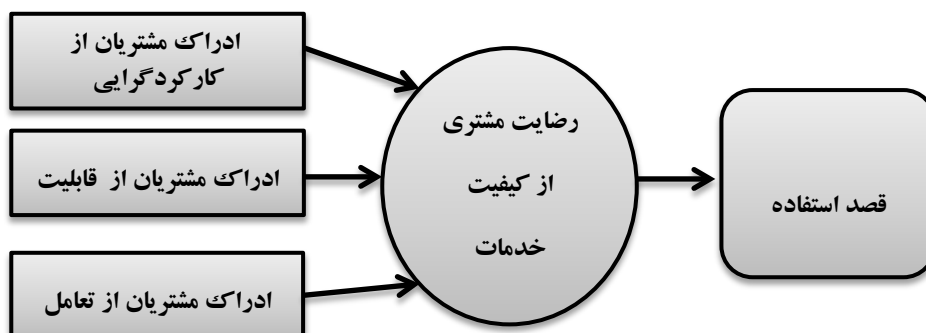 ادراک مشتریان از
کارکردگرایی
ادراک مشتریان از قابلیت
ادراک مشتریان از تعامل
رضایت مشتری
از کیفیت
خدمات
قصد استفاده